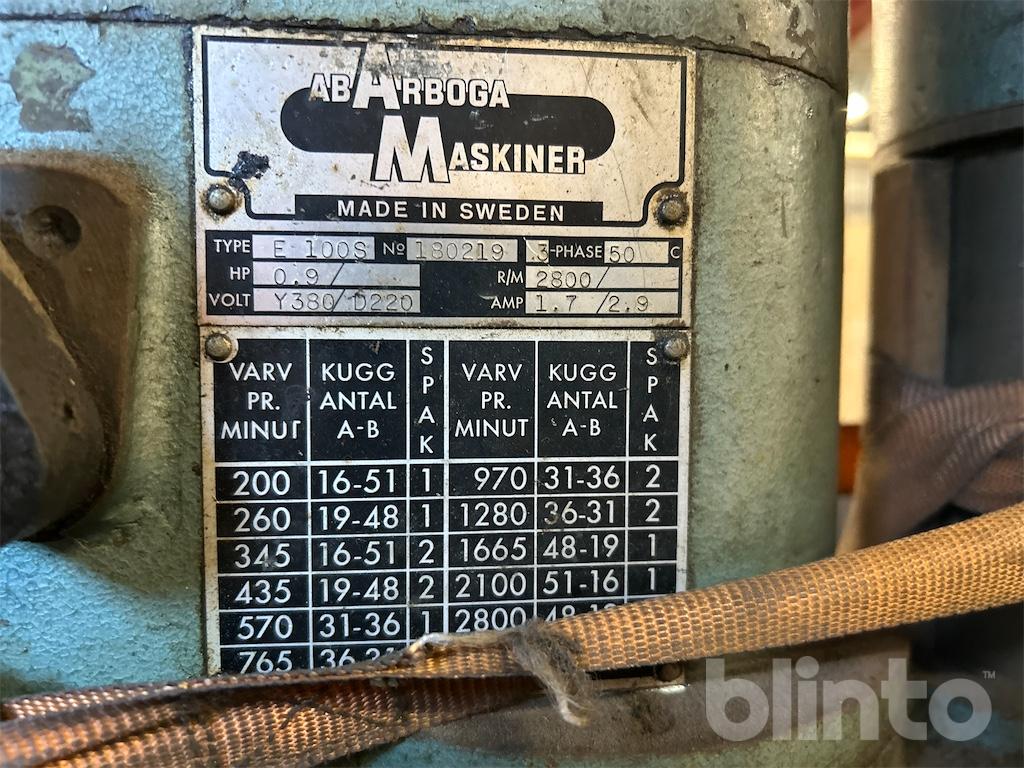 AB ARBOGA
MASKINER
MADE IN SWEDEN
TYPE E 100S No 180219 3-PHASE 50 C
HP 0.9/ R/M 2800/
VOLT Y380/D220 AMP 1.7 /2.9
VARV PR. MINUT KUGG ANTAL A-B SPAK VARV PR. MINUT KUGG ANTAL A-B SPAK
200 16-51 1 970 31-36 2
260 19-48 1 1280 36-31 2
345 16-51 2 1665 48-19 1
435 19-48 2 2100 51-16 1
570 31-36 1 2800
765
blinto™